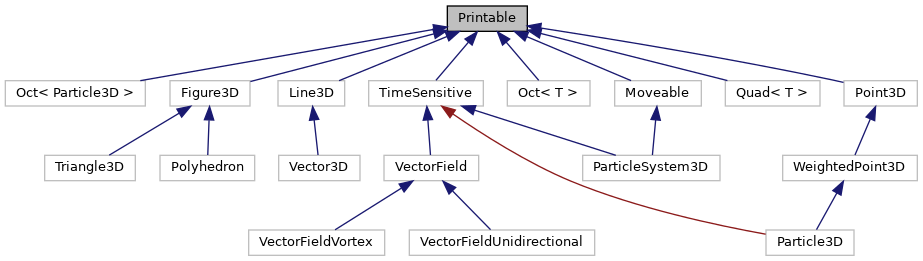 Printable
Oct< Particle3D >
Figure3D
Line3D
TimeSensitive
Oct< T >
Moveable
Quad< T >
Point3D
Triangle3D
Polyhedron
Vector3D
VectorField
ParticleSystem3D
WeightedPoint3D
VectorFieldVortex
VectorFieldUnidirectional
Particle3D